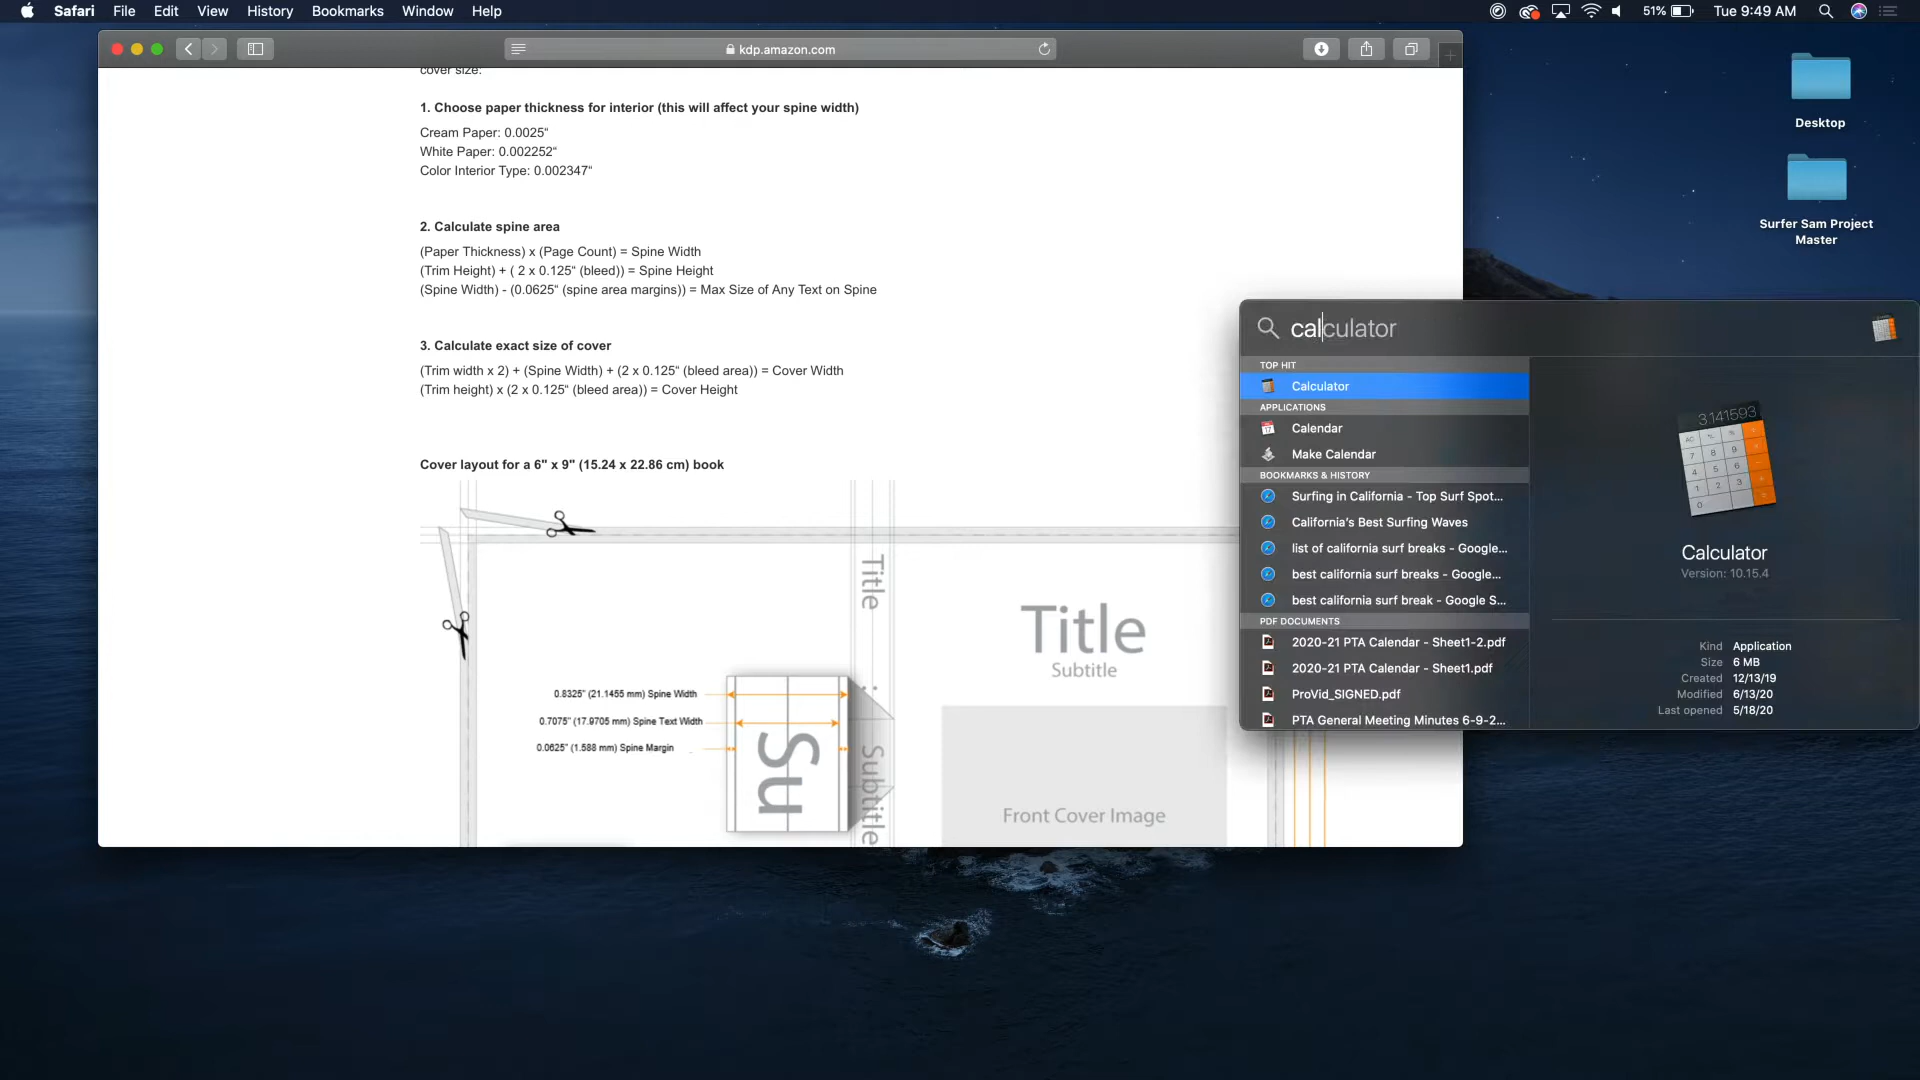 Safari File Edit View History Bookmarks Window Help
51% Tue 9:49 AM
kdp.amazon.com
cover size:
1. Choose paper thickness for interior (this will affect your spine width)
Cream Paper: 0.0025“
White Paper: 0.002252“
Color Interior Type: 0.002347“
2. Calculate spine area
(Paper Thickness) x (Page Count) = Spine Width
(Trim Height) + ( 2 x 0.125“ (bleed)) = Spine Height
(Spine Width) - (0.0625“ (spine area margins)) = Max Size of Any Text on Spine
3. Calculate exact size of cover
(Trim width x 2) + (Spine Width) + (2 x 0.125“ (bleed area)) = Cover Width
(Trim height) x (2 x 0.125“ (bleed area)) = Cover Height
Cover layout for a 6" x 9" (15.24 x 22.86 cm) book
Title
Subtitle
Title
Subtitle
0.8325" (21.1455 mm) Spine Width
0.7075" (17.9705 mm) Spine Text Width
0.0625" (1.588 mm) Spine Margin
Su
Front Cover Image
Desktop
Surfer Sam Project
Master
calculator
TOP HIT
Calculator
APPLICATIONS
Calendar
Make Calendar
BOOKMARKS & HISTORY
Surfing in California - Top Surf Spot...
California's Best Surfing Waves
list of california surf breaks - Google...
best california surf breaks - Google...
best california surf break - Google S...
PDF DOCUMENTS
2020-21 PTA Calendar - Sheet1-2.pdf
2020-21 PTA Calendar - Sheet1.pdf
ProVid_SIGNED.pdf
PTA General Meeting Minutes 6-9-2...
3.141593
AC
7 8 9
4 5 6
1 2 3
0
Calculator
Version: 10.15.4
Kind Application
Size 6 MB
Created 12/13/19
Modified 6/13/20
Last opened 5/18/20